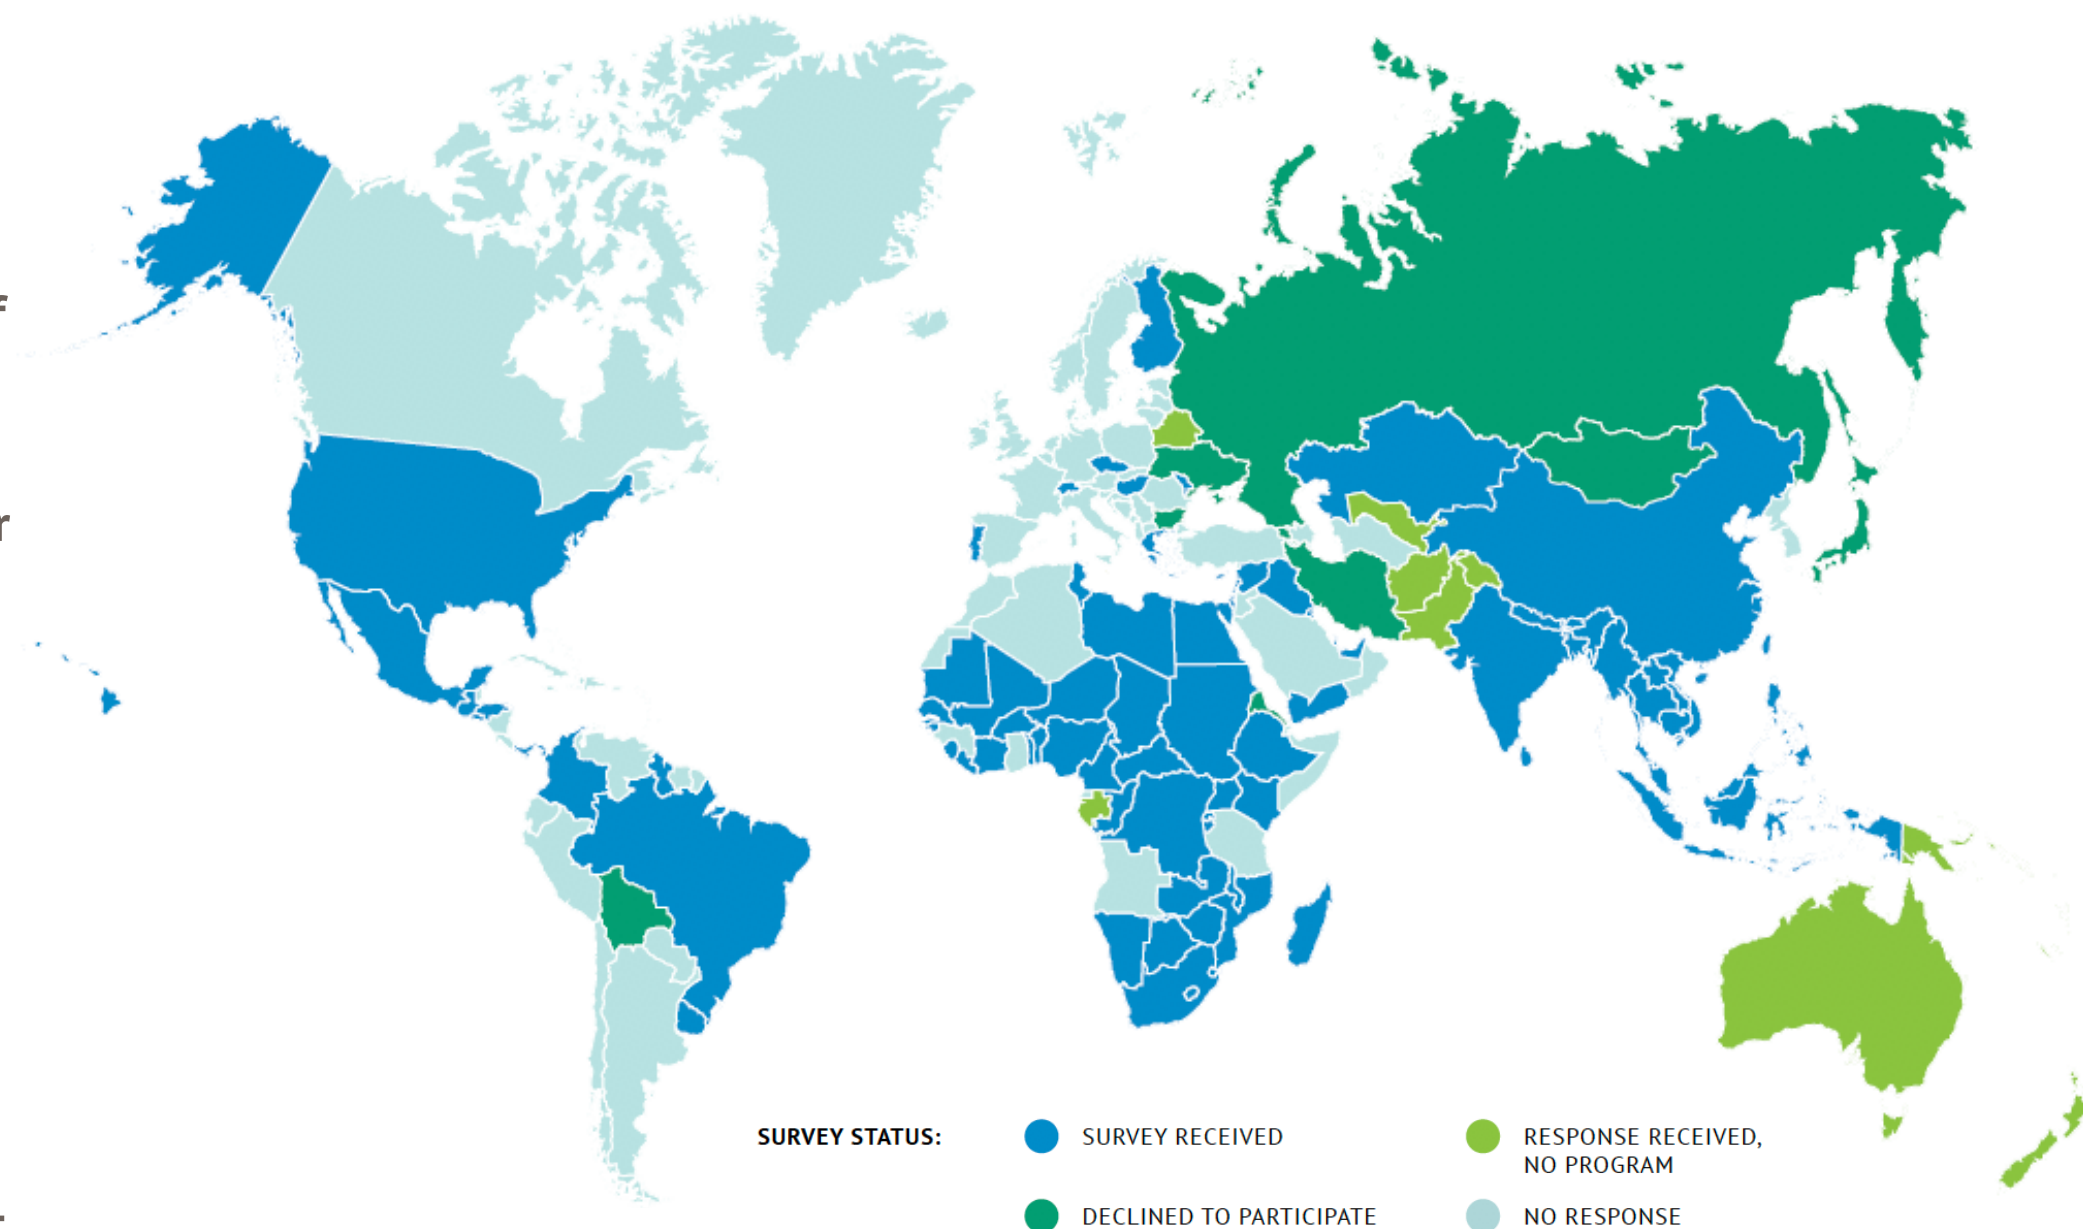 SURVEY STATUS:
SURVEY RECEIVED
RESPONSE RECEIVED,
NO PROGRAM
DECLINED TO PARTICIPATE
NO RESPONSE